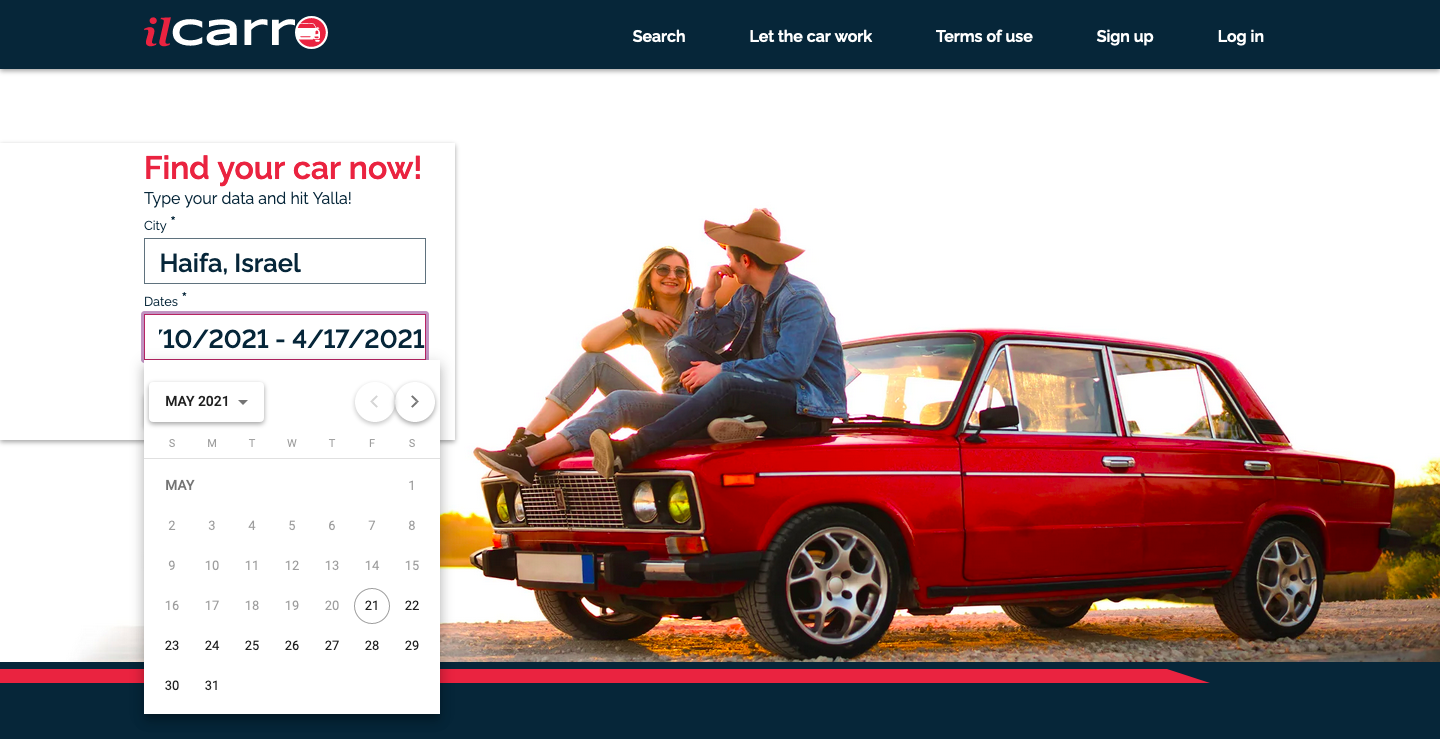 ilcarro
Search Let the car work Terms of use Sign up Log in
Find your car now!
Type your data and hit Yalla!
City *
Haifa, Israel
Dates *
/10/2021 - 4/17/2021
MAY 2021
S M T W T F S
MAY 1
2 3 4 5 6 7 8
9 10 11 12 13 14 15
16 17 18 19 20 21 22
23 24 25 26 27 28 29
30 31